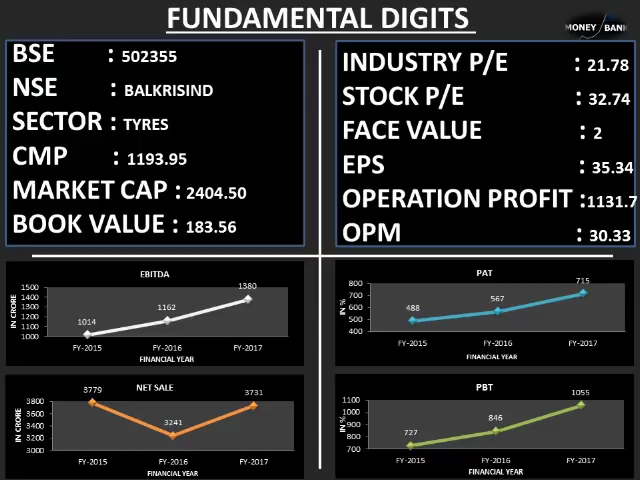 FUNDAMENTAL DIGITS
MONEY BANK
BSE : 502355
NSE : BALKRISIND
SECTOR : TYRES
CMP : 1193.95
MARKET CAP : 2404.50
BOOK VALUE : 183.56
INDUSTRY P/E : 21.78
STOCK P/E : 32.74
FACE VALUE : 2
EPS : 35.34
OPERATION PROFIT :1131.7
OPM : 30.33
EBITDA
IN CRORE
1500
1400
1300
1200
1100
1000
1014
1162
1380
FY-2015 FY-2016 FY-2017
FINANCIAL YEAR
PAT
IN %
800
700
600
500
400
488
567
715
FY-2015 FY-2016 FY-2017
FINANCIAL YEAR
NET SALE
IN CRORE
3800
3600
3400
3200
3000
3779
3241
3731
FY-2015 FY-2016 FY-2017
FINANCIAL YEAR
PBT
IN %
1100
1000
900
800
700
727
846
1055
FY-2015 FY-2016 FY-2017
FINANCIAL YEAR